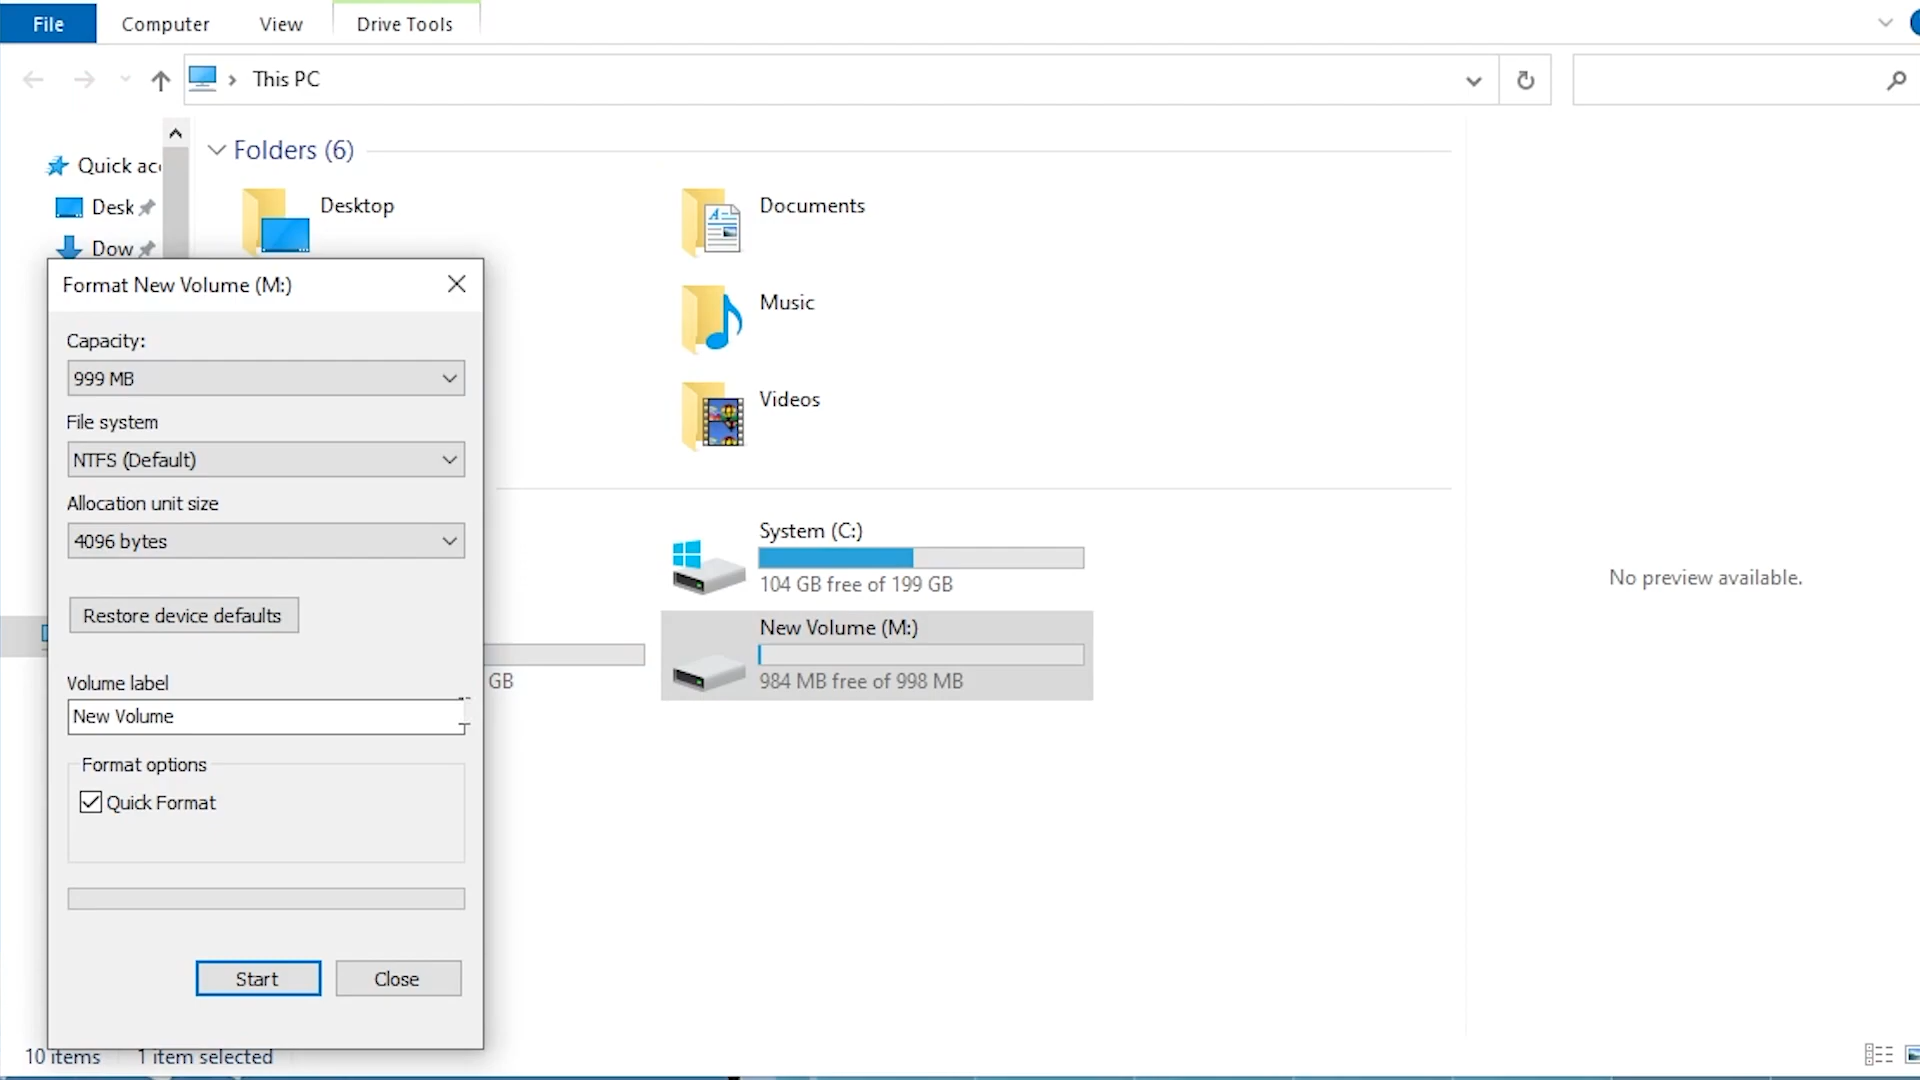 File
Computer
View
Drive Tools
This PC
Quick
Desk
Dow
Folders (6)
Desktop
Documents
Music
Videos
Format New Volume (M:)
Capacity:
999 MB
File system
NTFS (Default)
Allocation unit size
4096 bytes
Restore device defaults
Volume label
New Volume
Format options
Quick Format
Start
Close
GB
System (C:)
104 GB free of 199 GB
New Volume (M:)
984 MB free of 998 MB
No preview available.
10 items
1 item selected